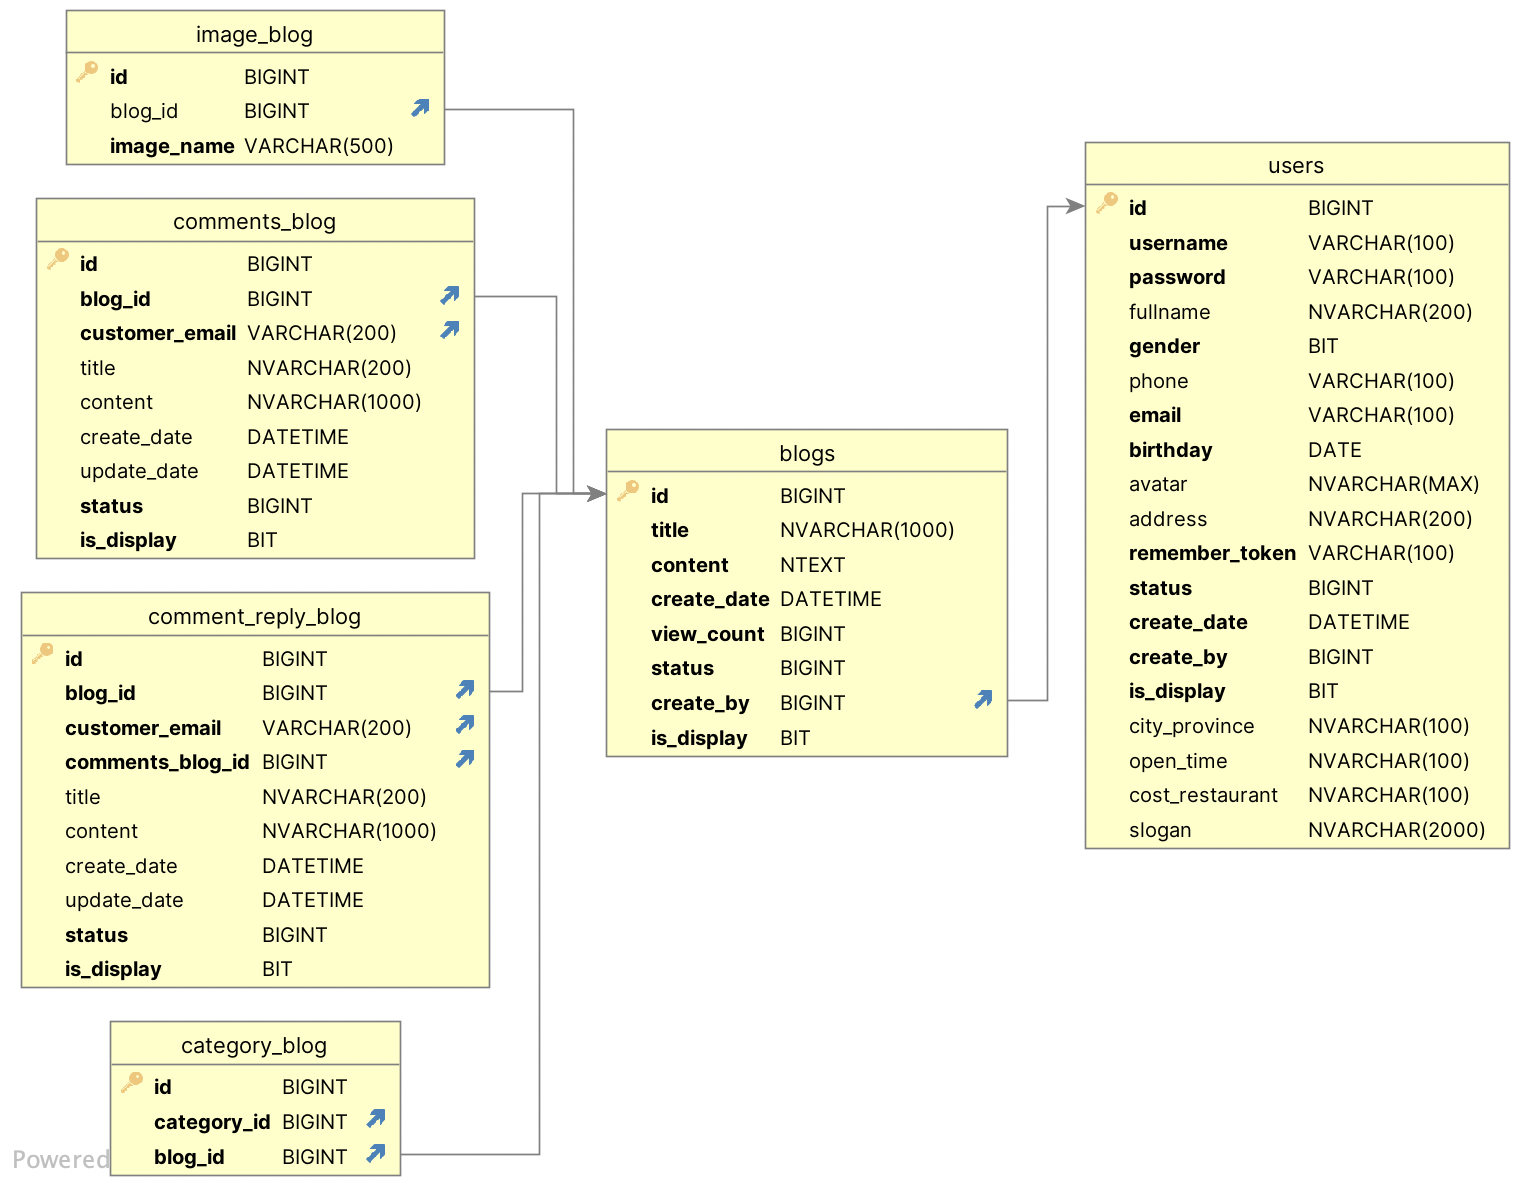 image_blog
id BIGINT
blog_id BIGINT
image_name VARCHAR(500)
comments_blog
id BIGINT
blog_id BIGINT
customer_email VARCHAR(200)
title NVARCHAR(200)
content NVARCHAR(1000)
create_date DATETIME
update_date DATETIME
status BIGINT
is_display BIT
comment_reply_blog
id BIGINT
blog_id BIGINT
customer_email VARCHAR(200)
comments_blog_id BIGINT
title NVARCHAR(200)
content NVARCHAR(1000)
create_date DATETIME
update_date DATETIME
status BIGINT
is_display BIT
category_blog
id BIGINT
category_id BIGINT
blog_id BIGINT
Powered
blogs
id BIGINT
title NVARCHAR(1000)
content NTEXT
create_date DATETIME
view_count BIGINT
status BIGINT
create_by BIGINT
is_display BIT
users
id BIGINT
username VARCHAR(100)
password VARCHAR(100)
fullname NVARCHAR(200)
gender BIT
phone VARCHAR(100)
email VARCHAR(100)
birthday DATE
avatar NVARCHAR(MAX)
address NVARCHAR(200)
remember_token VARCHAR(100)
status BIGINT
create_date DATETIME
create_by BIGINT
is_display BIT
city_province NVARCHAR(100)
open_time NVARCHAR(100)
cost_restaurant NVARCHAR(100)
slogan NVARCHAR(2000)